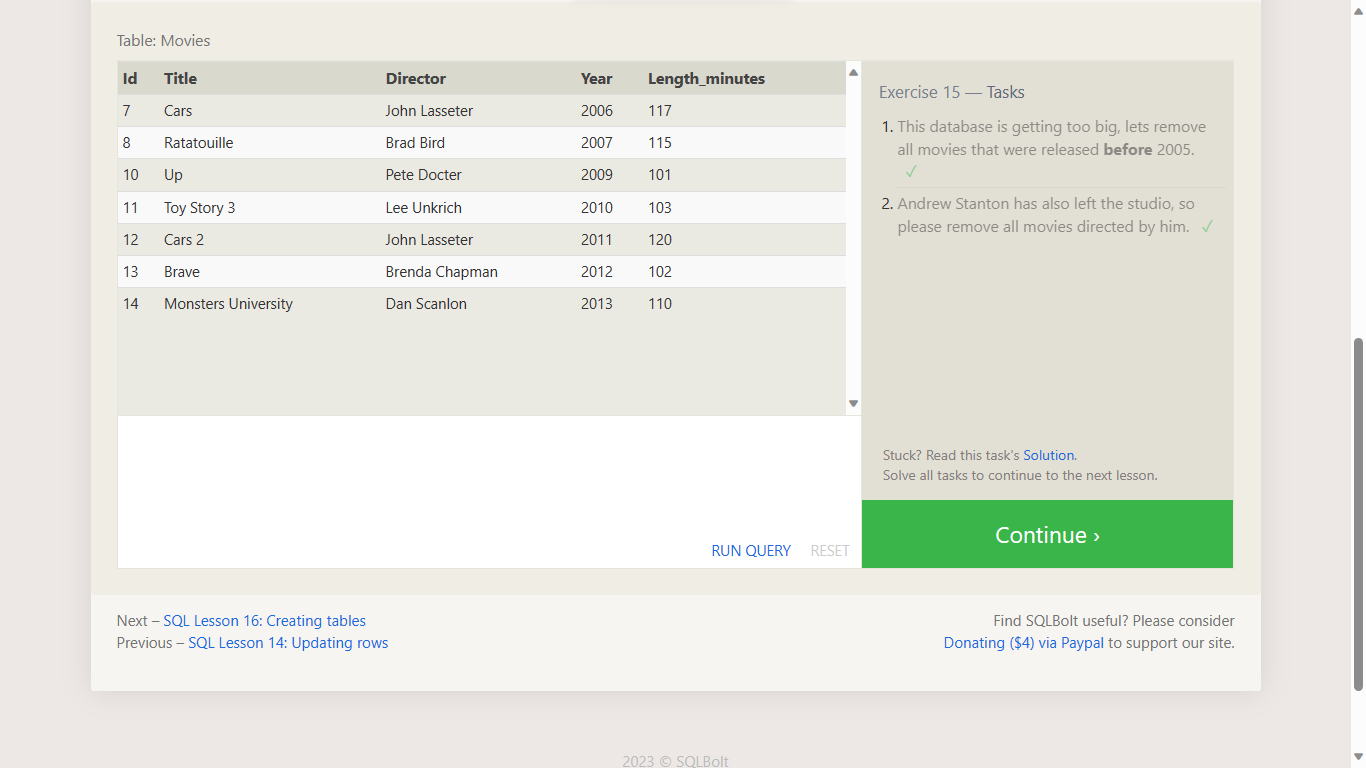 Table: Movies
Id Title Director Year Length_minutes
7 Cars John Lasseter 2006 117
8 Ratatouille Brad Bird 2007 115
10 Up Pete Docter 2009 101
11 Toy Story 3 Lee Unkrich 2010 103
12 Cars 2 John Lasseter 2011 120
13 Brave Brenda Chapman 2012 102
14 Monsters University Dan Scanlon 2013 110
RUN QUERY RESET
Exercise 15 — Tasks
1. This database is getting too big, lets remove
all movies that were released before 2005.
✓
2. Andrew Stanton has also left the studio, so
please remove all movies directed by him. ✓
Stuck? Read this task's Solution.
Solve all tasks to continue to the next lesson.
Continue ›
Next – SQL Lesson 16: Creating tables
Previous – SQL Lesson 14: Updating rows
Find SQLBolt useful? Please consider
Donating ($4) via Paypal to support our site.
2023 © SQLBolt